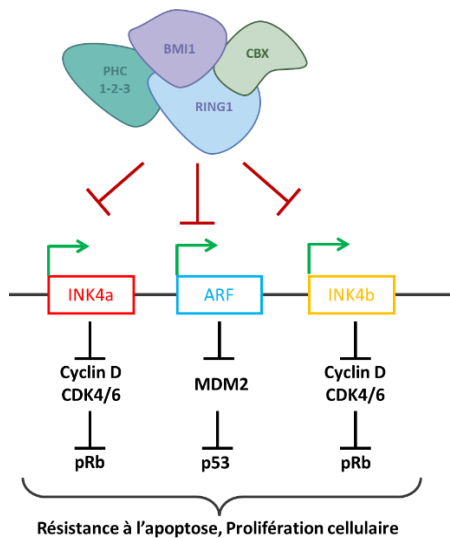 BMI1
CBX
PHC
1-2-3
RING1
INK4a
ARF
INK4b
Cyclin D
CDK4/6
MDM2
Cyclin D
CDK4/6
pRb
p53
pRb
Résistance à l'apoptose, Prolifération cellulaire